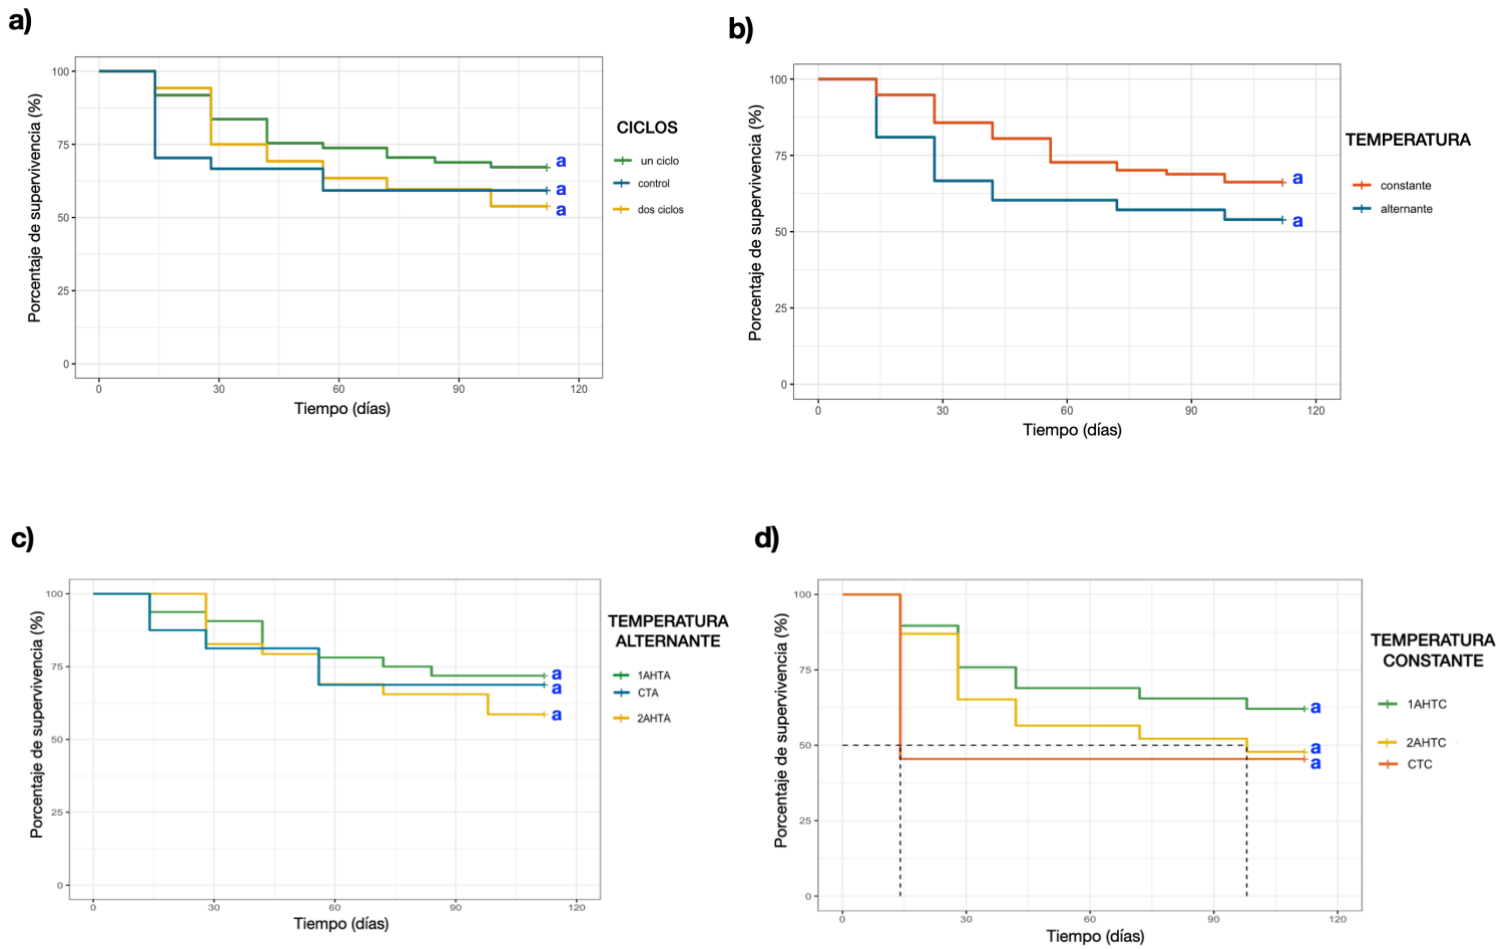 a)
Porcentaje de supervivencia (%)
100
75
50
25
0
0 30 60 90 120
Tiempo (días)
a
a
a
CICLOS
un ciclo
control
dos ciclos
b)
Porcentaje de supervivencia (%)
100
75
50
25
0
0 30 60 90 120
Tiempo (días)
a
a
TEMPERATURA
constante
alternante
c)
Porcentaje de supervivencia (%)
100
75
50
25
0
0 30 60 90 120
Tiempo (días)
a
a
a
TEMPERATURA
ALTERNANTE
1AHTA
CTA
2AHTA
d)
Porcentaje de supervivencia (%)
100
75
50
25
0
0 30 60 90 120
Tiempo (días)
a
a
a
TEMPERATURA
CONSTANTE
1AHTC
2AHTC
CTC